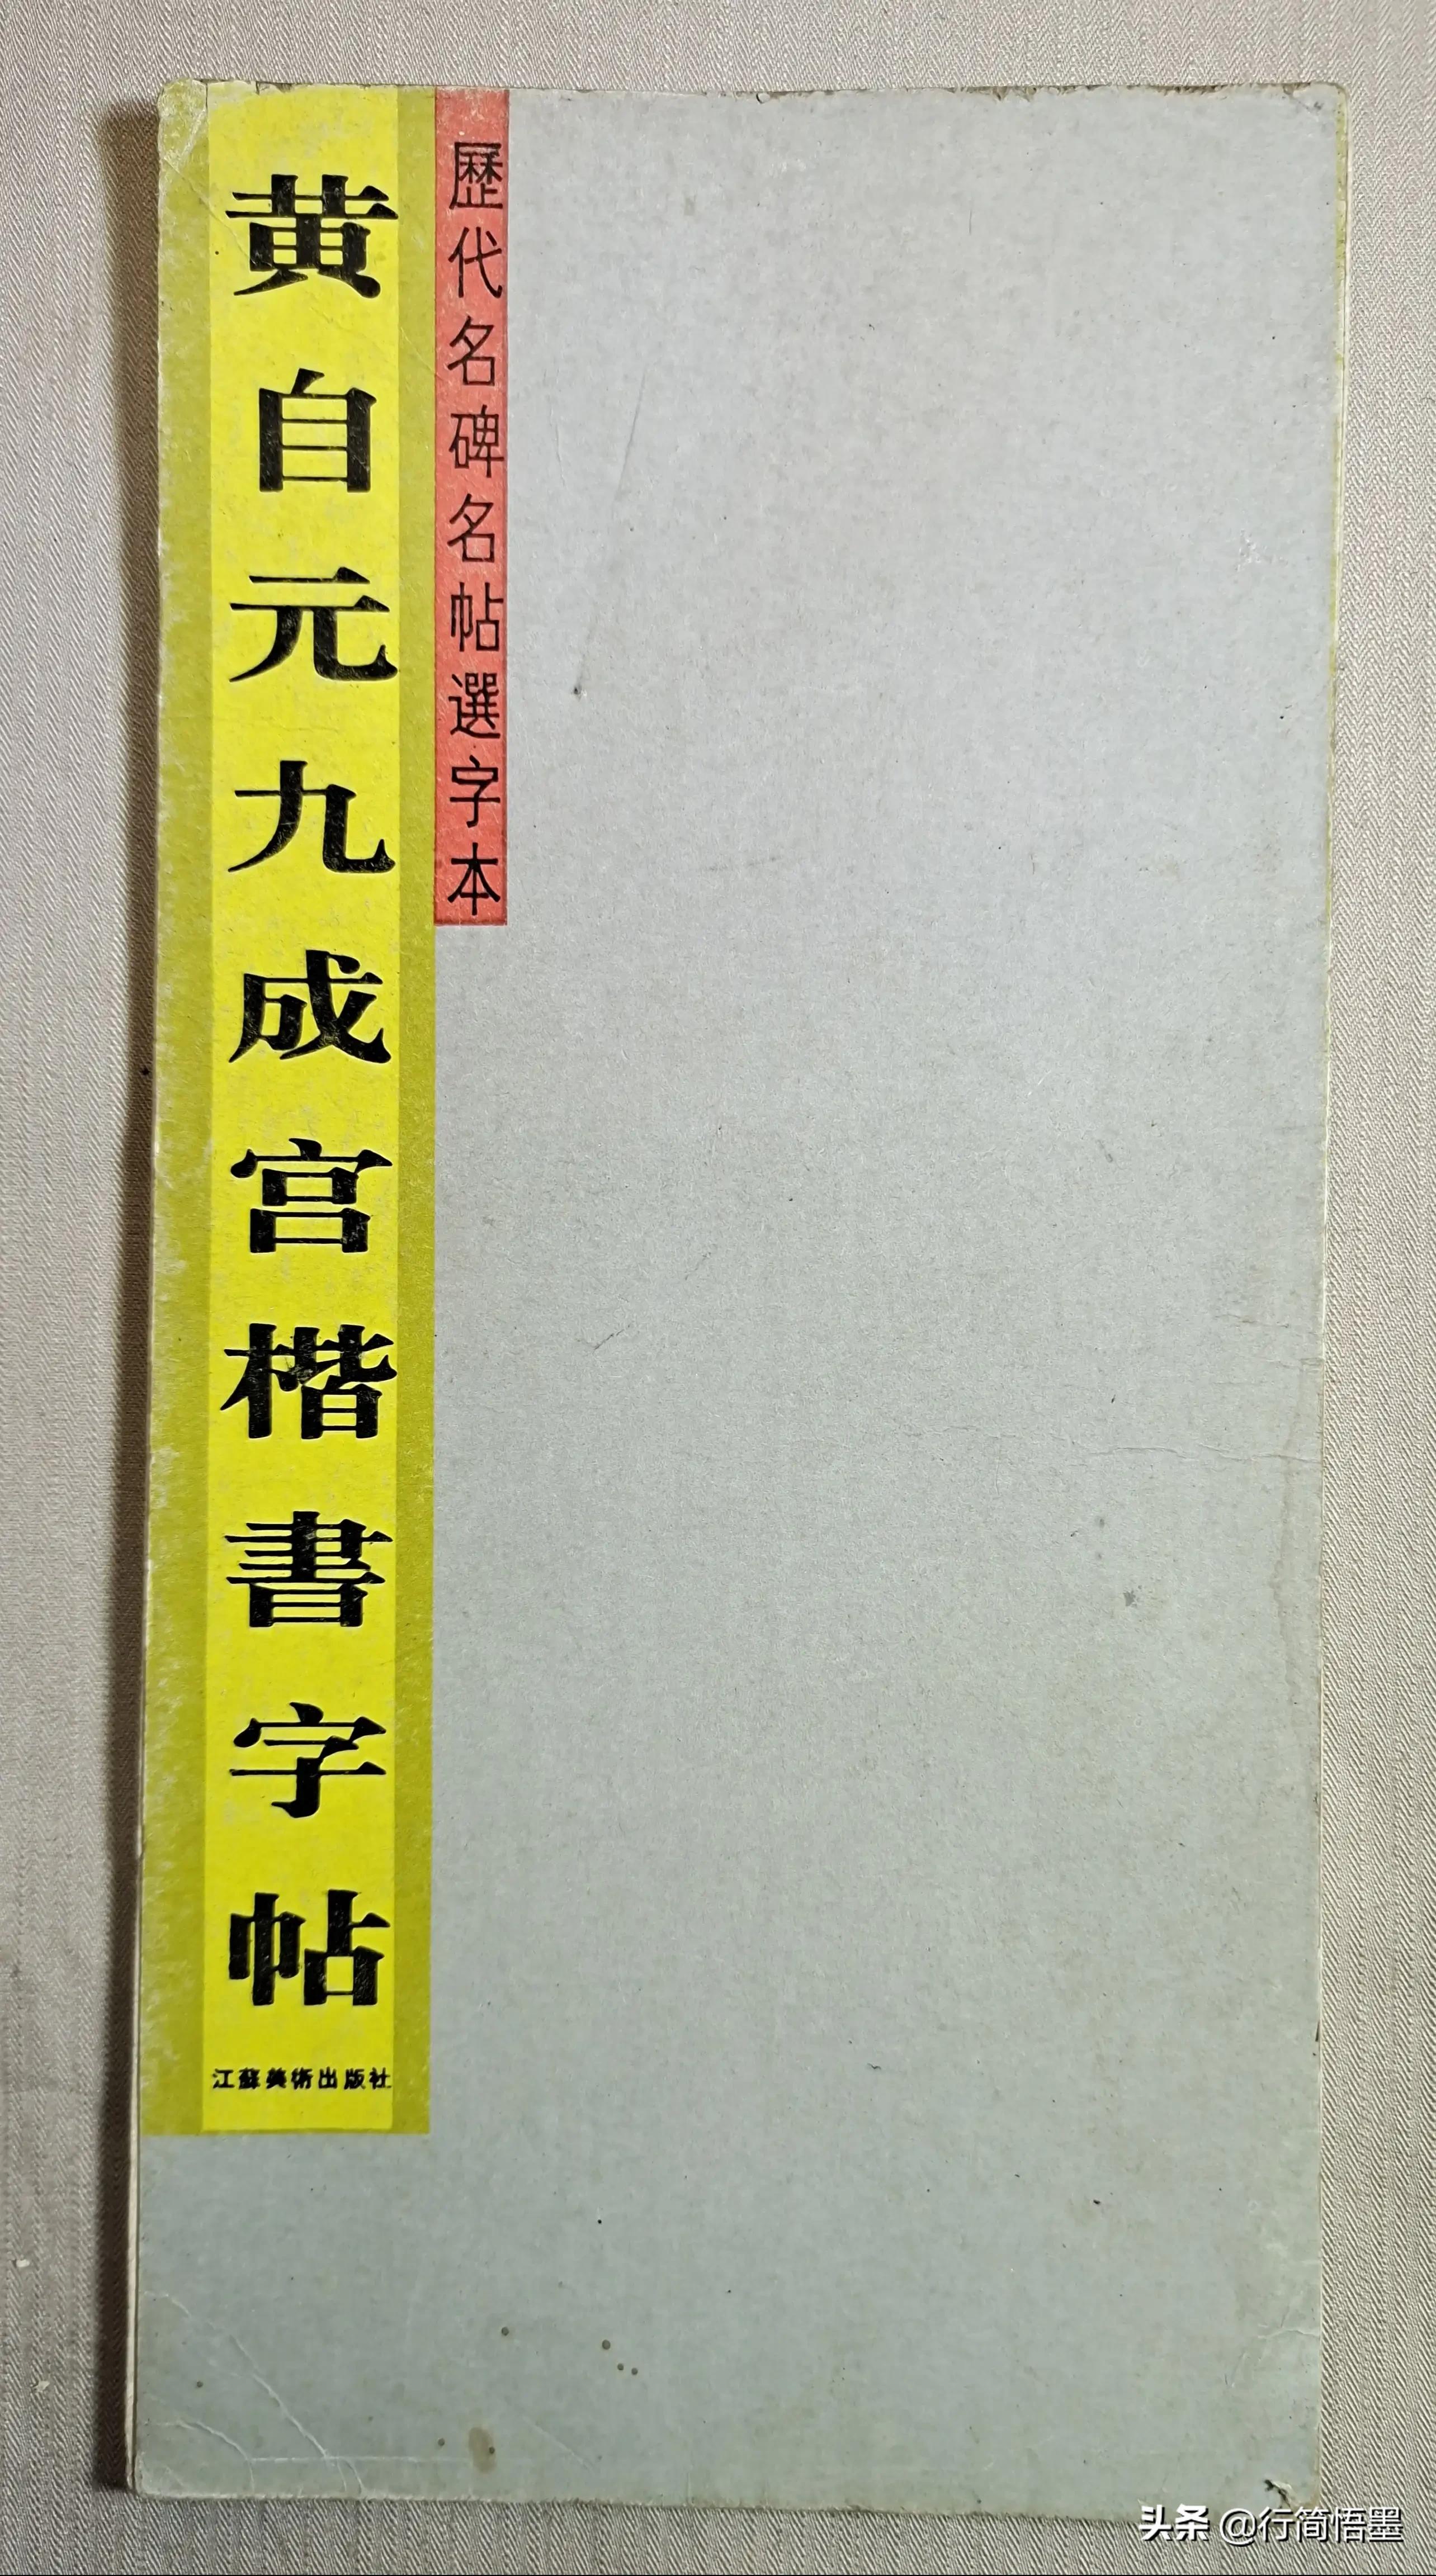 歷代名碑名帖選字本
黄自元九成宫楷書字帖
江蘇美術出版社
头条 @行简悟墨